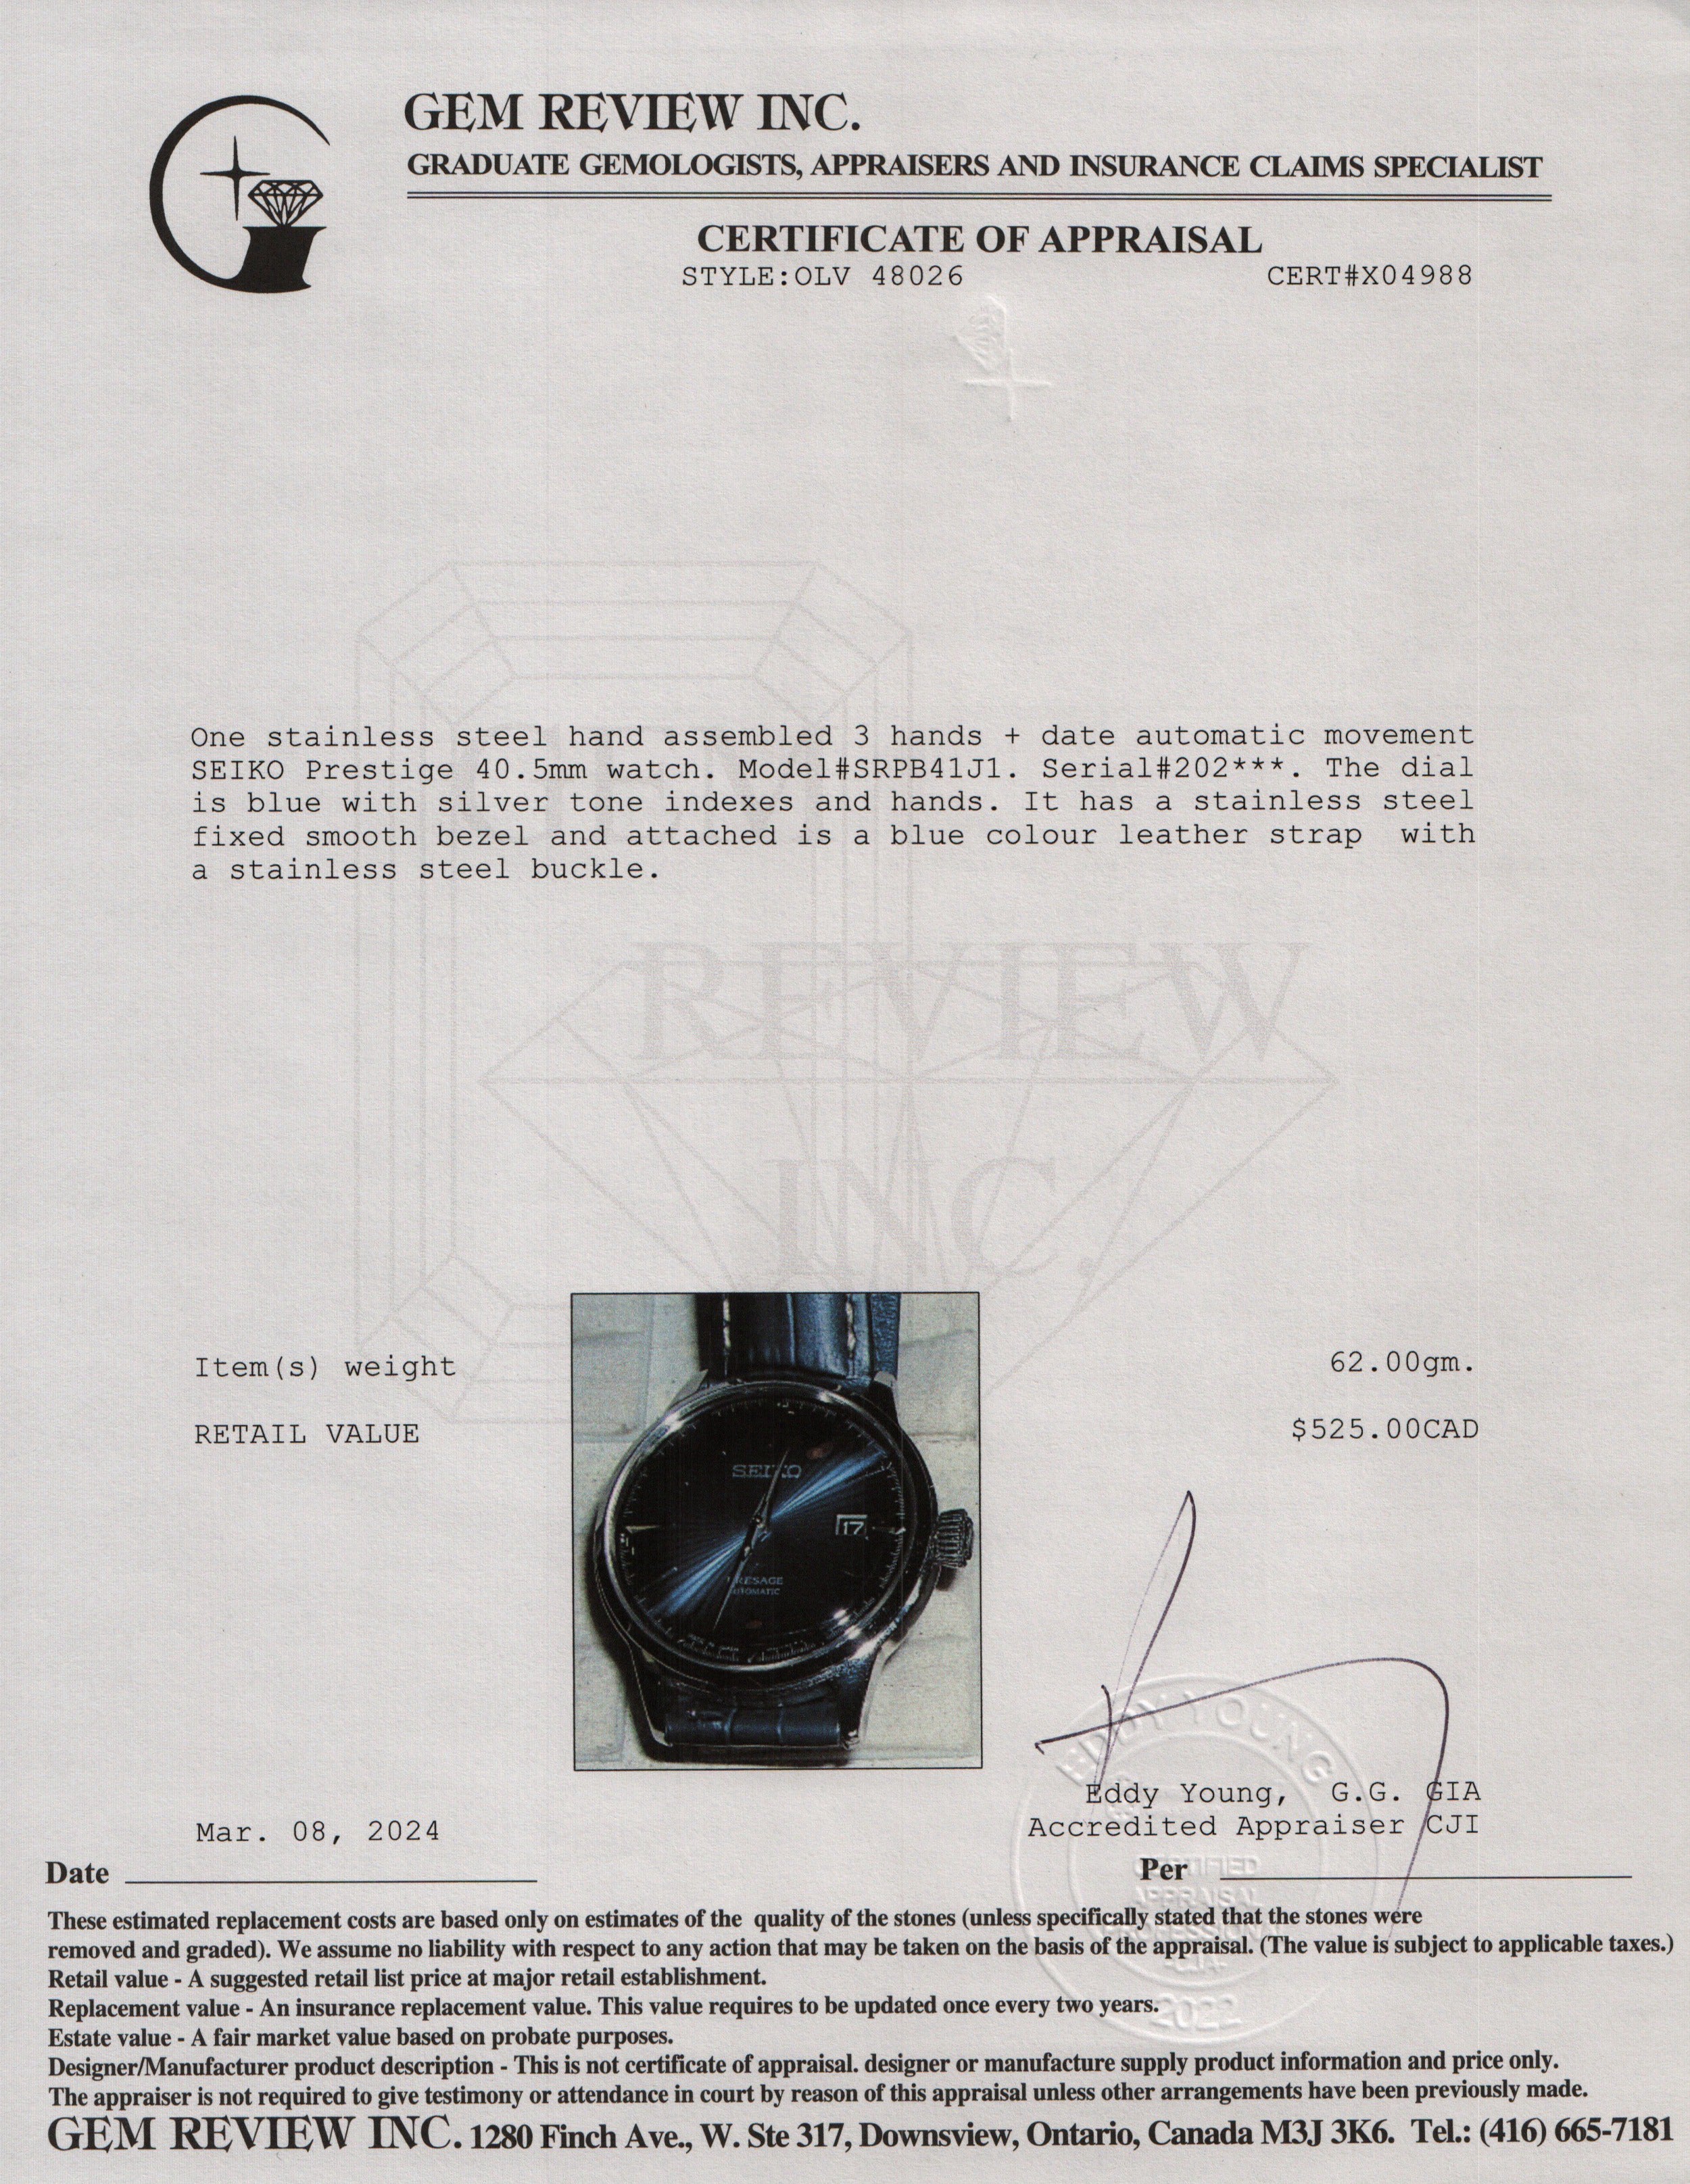 GEM REVIEW INC.
GRADUATE GEMOLOGISTS, APPRAISERS AND INSURANCE CLAIMS SPECIALIST
CERTIFICATE OF APPRAISAL
STYLE:OLV 48026 CERT#X04988
One stainless steel hand assembled 3 hands + date automatic movement
SEIKO Prestige 40.5mm watch. Model#SRPB41J1. Serial#202***. The dial
is blue with silver tone indexes and hands. It has a stainless steel
fixed smooth bezel and attached is a blue colour leather strap with
a stainless steel buckle.
REVIEW
INC.
Item(s) weight 62.00gm.
RETAIL VALUE $525.00CAD
SEIKO
17
PRESAGE
AUTOMATIC
EDDY YOUNG
Eddy Young, G.G. GIA
Accredited Appraiser CJI
Mar. 08, 2024
Date
Per
CERTIFIED
APPRAISAL
2022
These estimated replacement costs are based only on estimates of the quality of the stones (unless specifically stated that the stones were
removed and graded). We assume no liability with respect to any action that may be taken on the basis of the appraisal. (The value is subject to applicable taxes.)
Retail value - A suggested retail list price at major retail establishment.
Replacement value - An insurance replacement value. This value requires to be updated once every two years.
Estate value - A fair market value based on probate purposes.
Designer/Manufacturer product description - This is not certificate of appraisal. designer or manufacture supply product information and price only.
The appraiser is not required to give testimony or attendance in court by reason of this appraisal unless other arrangements have been previously made.
GEM REVIEW INC. 1280 Finch Ave., W. Ste 317, Downsview, Ontario, Canada M3J 3K6. Tel.: (416) 665-7181